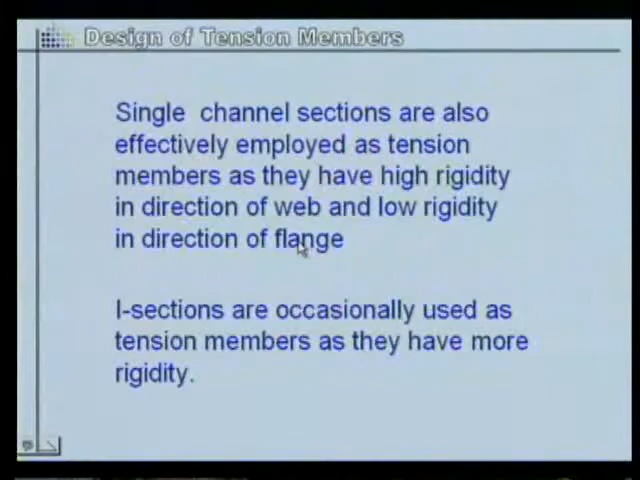 Design of Tension Members
Single channel sections are also
effectively employed as tension
members as they have high rigidity
in direction of web and low rigidity
in direction of flange
I-sections are occasionally used as
tension members as they have more
rigidity.